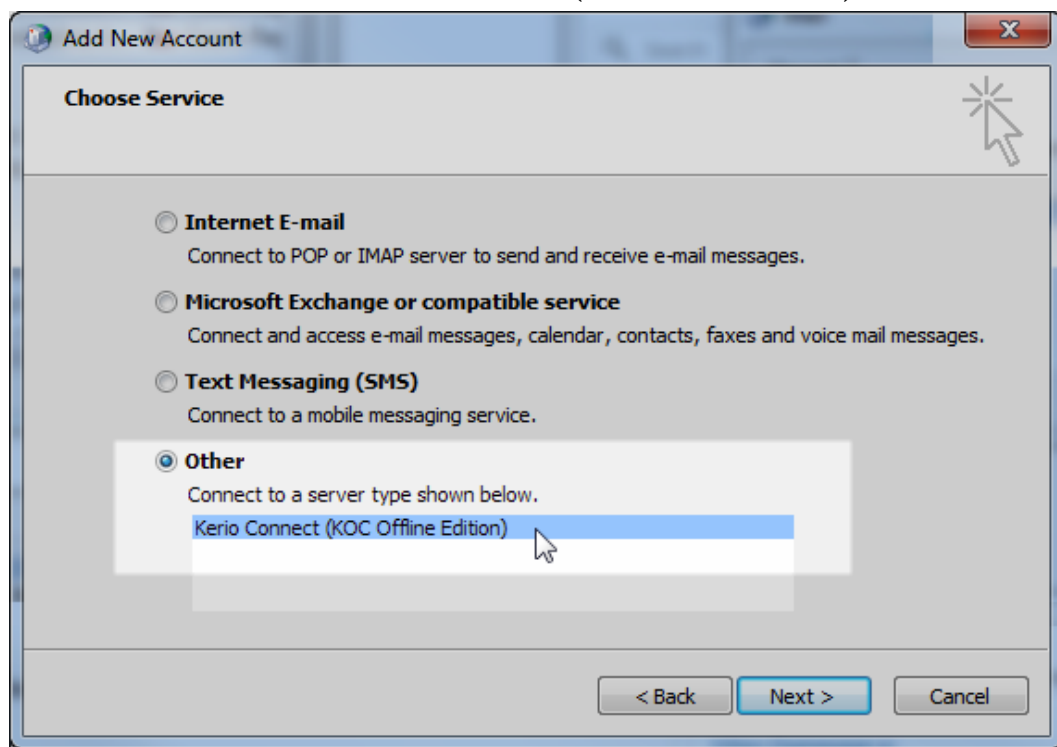 Add New Account
Choose Service
Internet E-mail
Connect to POP or IMAP server to send and receive e-mail messages.
Microsoft Exchange or compatible service
Connect and access e-mail messages, calendar, contacts, faxes and voice mail messages.
Text Messaging (SMS)
Connect to a mobile messaging service.
Other
Connect to a server type shown below.
Kerio Connect (KOC Offline Edition)
< Back Next > Cancel